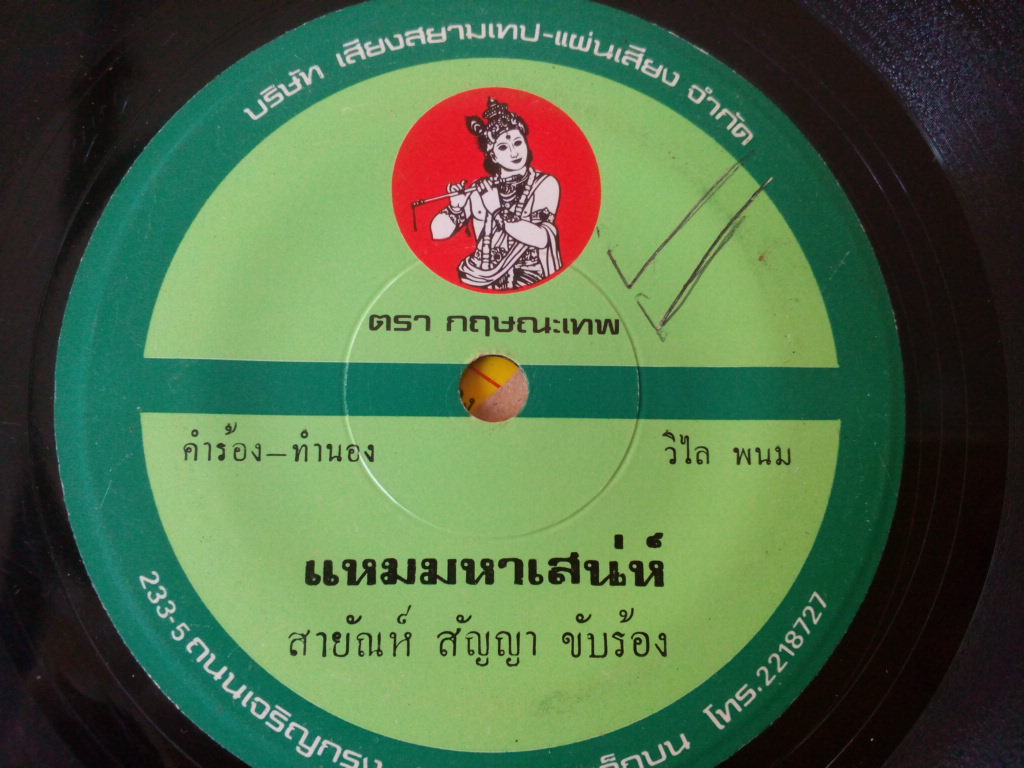 บริษัท เสียงสยามเทป-แผ่นเสียง จำกัด
ตรา กฤษณะเทพ
คำร้อง-ทำนอง วิไล พนม
แหมมหาเสน่ห์
สายัณห์ สัญญา ขับร้อง
233-5 ถนนเจริญกรุง
โทร.2218727